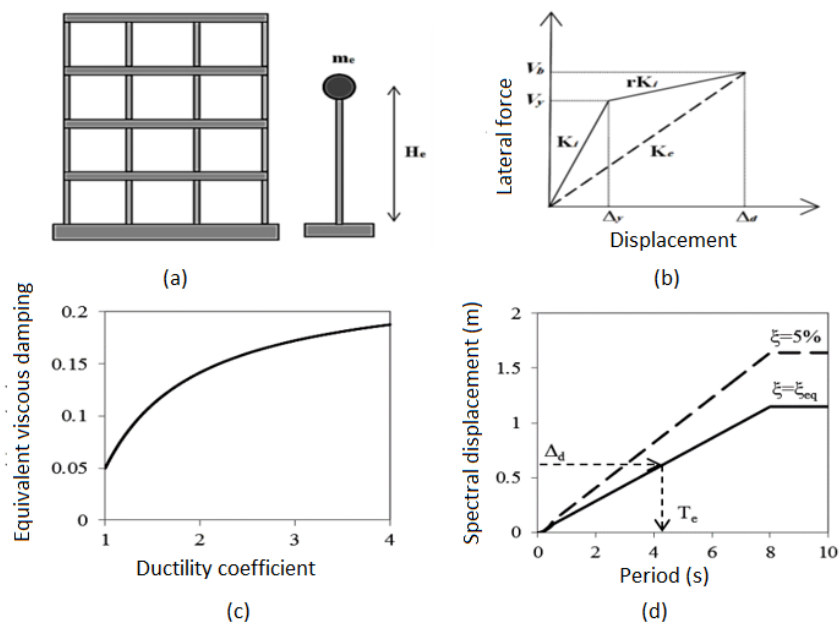 mₑ
Hₑ
(a)
Lateral force
V_b
V_y
rK_i
K_i
K_e
Δ_y
Δ_d
Displacement
(b)
Equivalent viscous damping
0.2
0.15
0.1
0.05
0
1
2
3
4
Ductility coefficient
(c)
Spectral displacement (m)
2
1.5
1
0.5
0
ξ=5%
ξ=ξ_eq
Δ_d
T_e
0
2
4
6
8
10
Period (s)
(d)